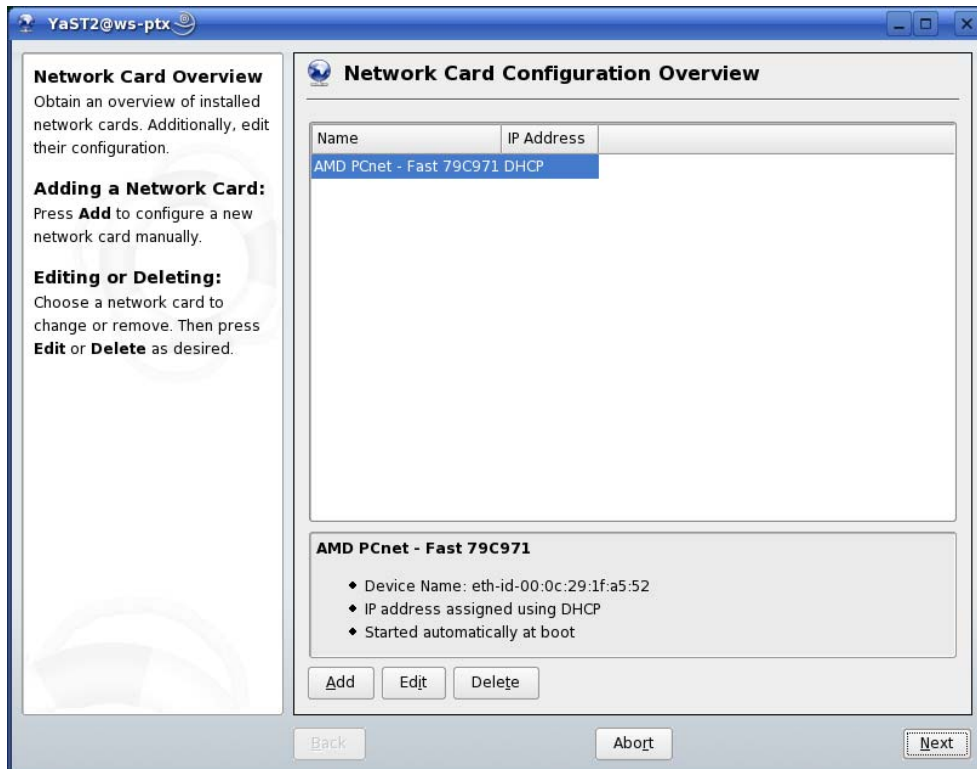 YaST2@ws-ptx
Network Card Overview
Obtain an overview of installed
network cards. Additionally, edit
their configuration.
Adding a Network Card:
Press Add to configure a new
network card manually.
Editing or Deleting:
Choose a network card to
change or remove. Then press
Edit or Delete as desired.
Network Card Configuration Overview
Name IP Address
AMD PCnet - Fast 79C971 DHCP
AMD PCnet - Fast 79C971
Device Name: eth-id-00:0c:29:1f:a5:52
IP address assigned using DHCP
Started automatically at boot
Add Edit Delete
Back Abort Next